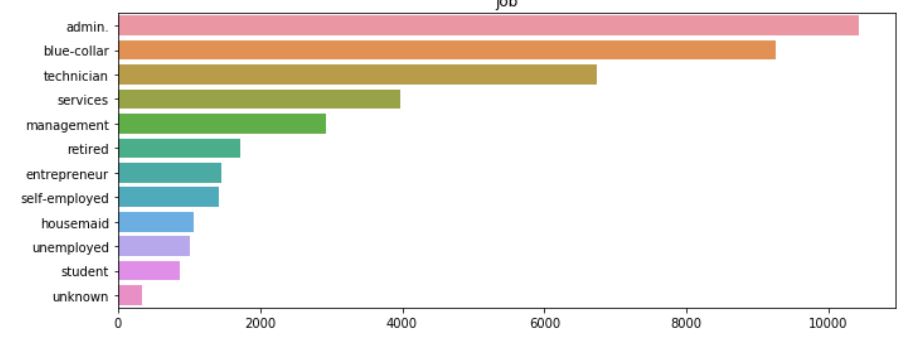 job
admin.
blue-collar
technician
services
management
retired
entrepreneur
self-employed
housemaid
unemployed
student
unknown
0 2000 4000 6000 8000 10000